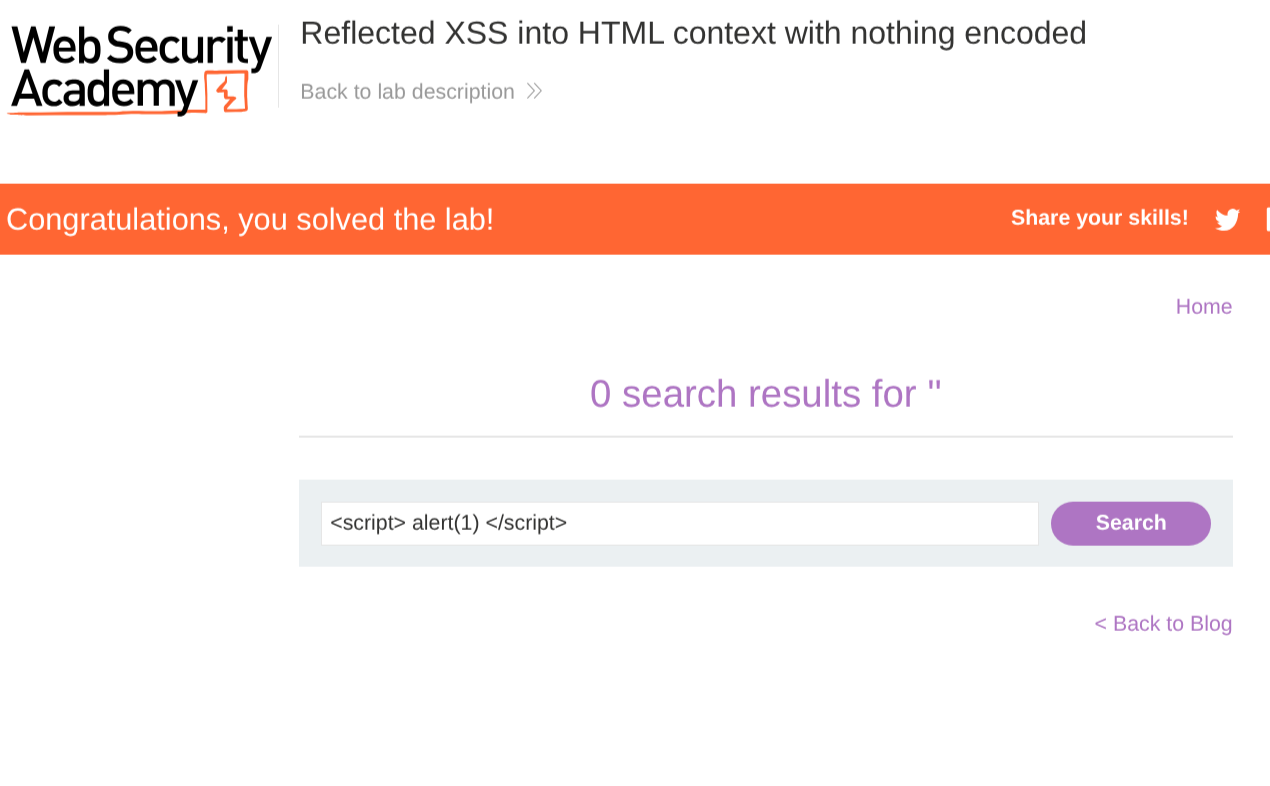 Web Security
Academy
Reflected XSS into HTML context with nothing encoded
Back to lab description
Congratulations, you solved the lab!
Share your skills!
Home
0 search results for ''
<script> alert(1) </script>
Search
< Back to Blog